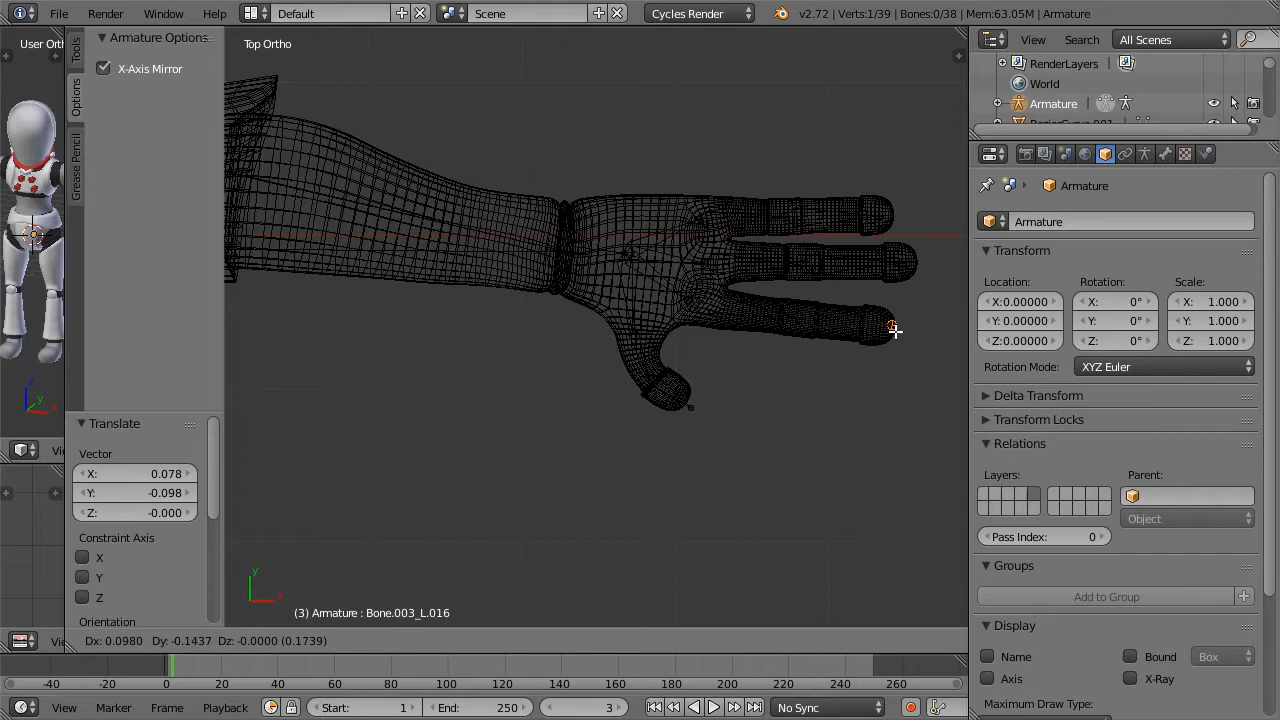 File Render Window Help Default Scene Cycles Render v2.72 | Verts:1/39 | Bones:0/38 | Mem:63.05M | Armature
User Ort
Tools
Options
Grease Pencil
Armature Options
X-Axis Mirror
Top Ortho
View Search All Scenes
RenderLayers
World
Armature
BezierCurve.001
Armature
Armature
Transform
Location: Rotation: Scale:
X:0.00000 X: 0° X: 1.000
Y: 0.00000 Y: 0° Y: 1.000
Z:0.00000 Z: 0° Z: 1.000
Rotation Mode: XYZ Euler
Delta Transform
Transform Locks
Relations
Layers: Parent:
Object
Pass Index: 0
Groups
Add to Group
Display
Name Bound Box
Axis X-Ray
Maximum Draw Type:
Translate
Vector
X: 0.078
Y: -0.098
Z: -0.000
Constraint Axis
X
Y
Z
Orientation
z
y
x
y
x
(3) Armature : Bone.003_L.016
Vi
Vi
Dx: 0.0980 Dy: -0.1437 Dz: -0.0000 (0.1739)
-40 -20 0 20 40 60 80 100 120 140 160 180 200 220 240 260
View Marker Frame Playback Start: 1 End: 250 3 No Sync